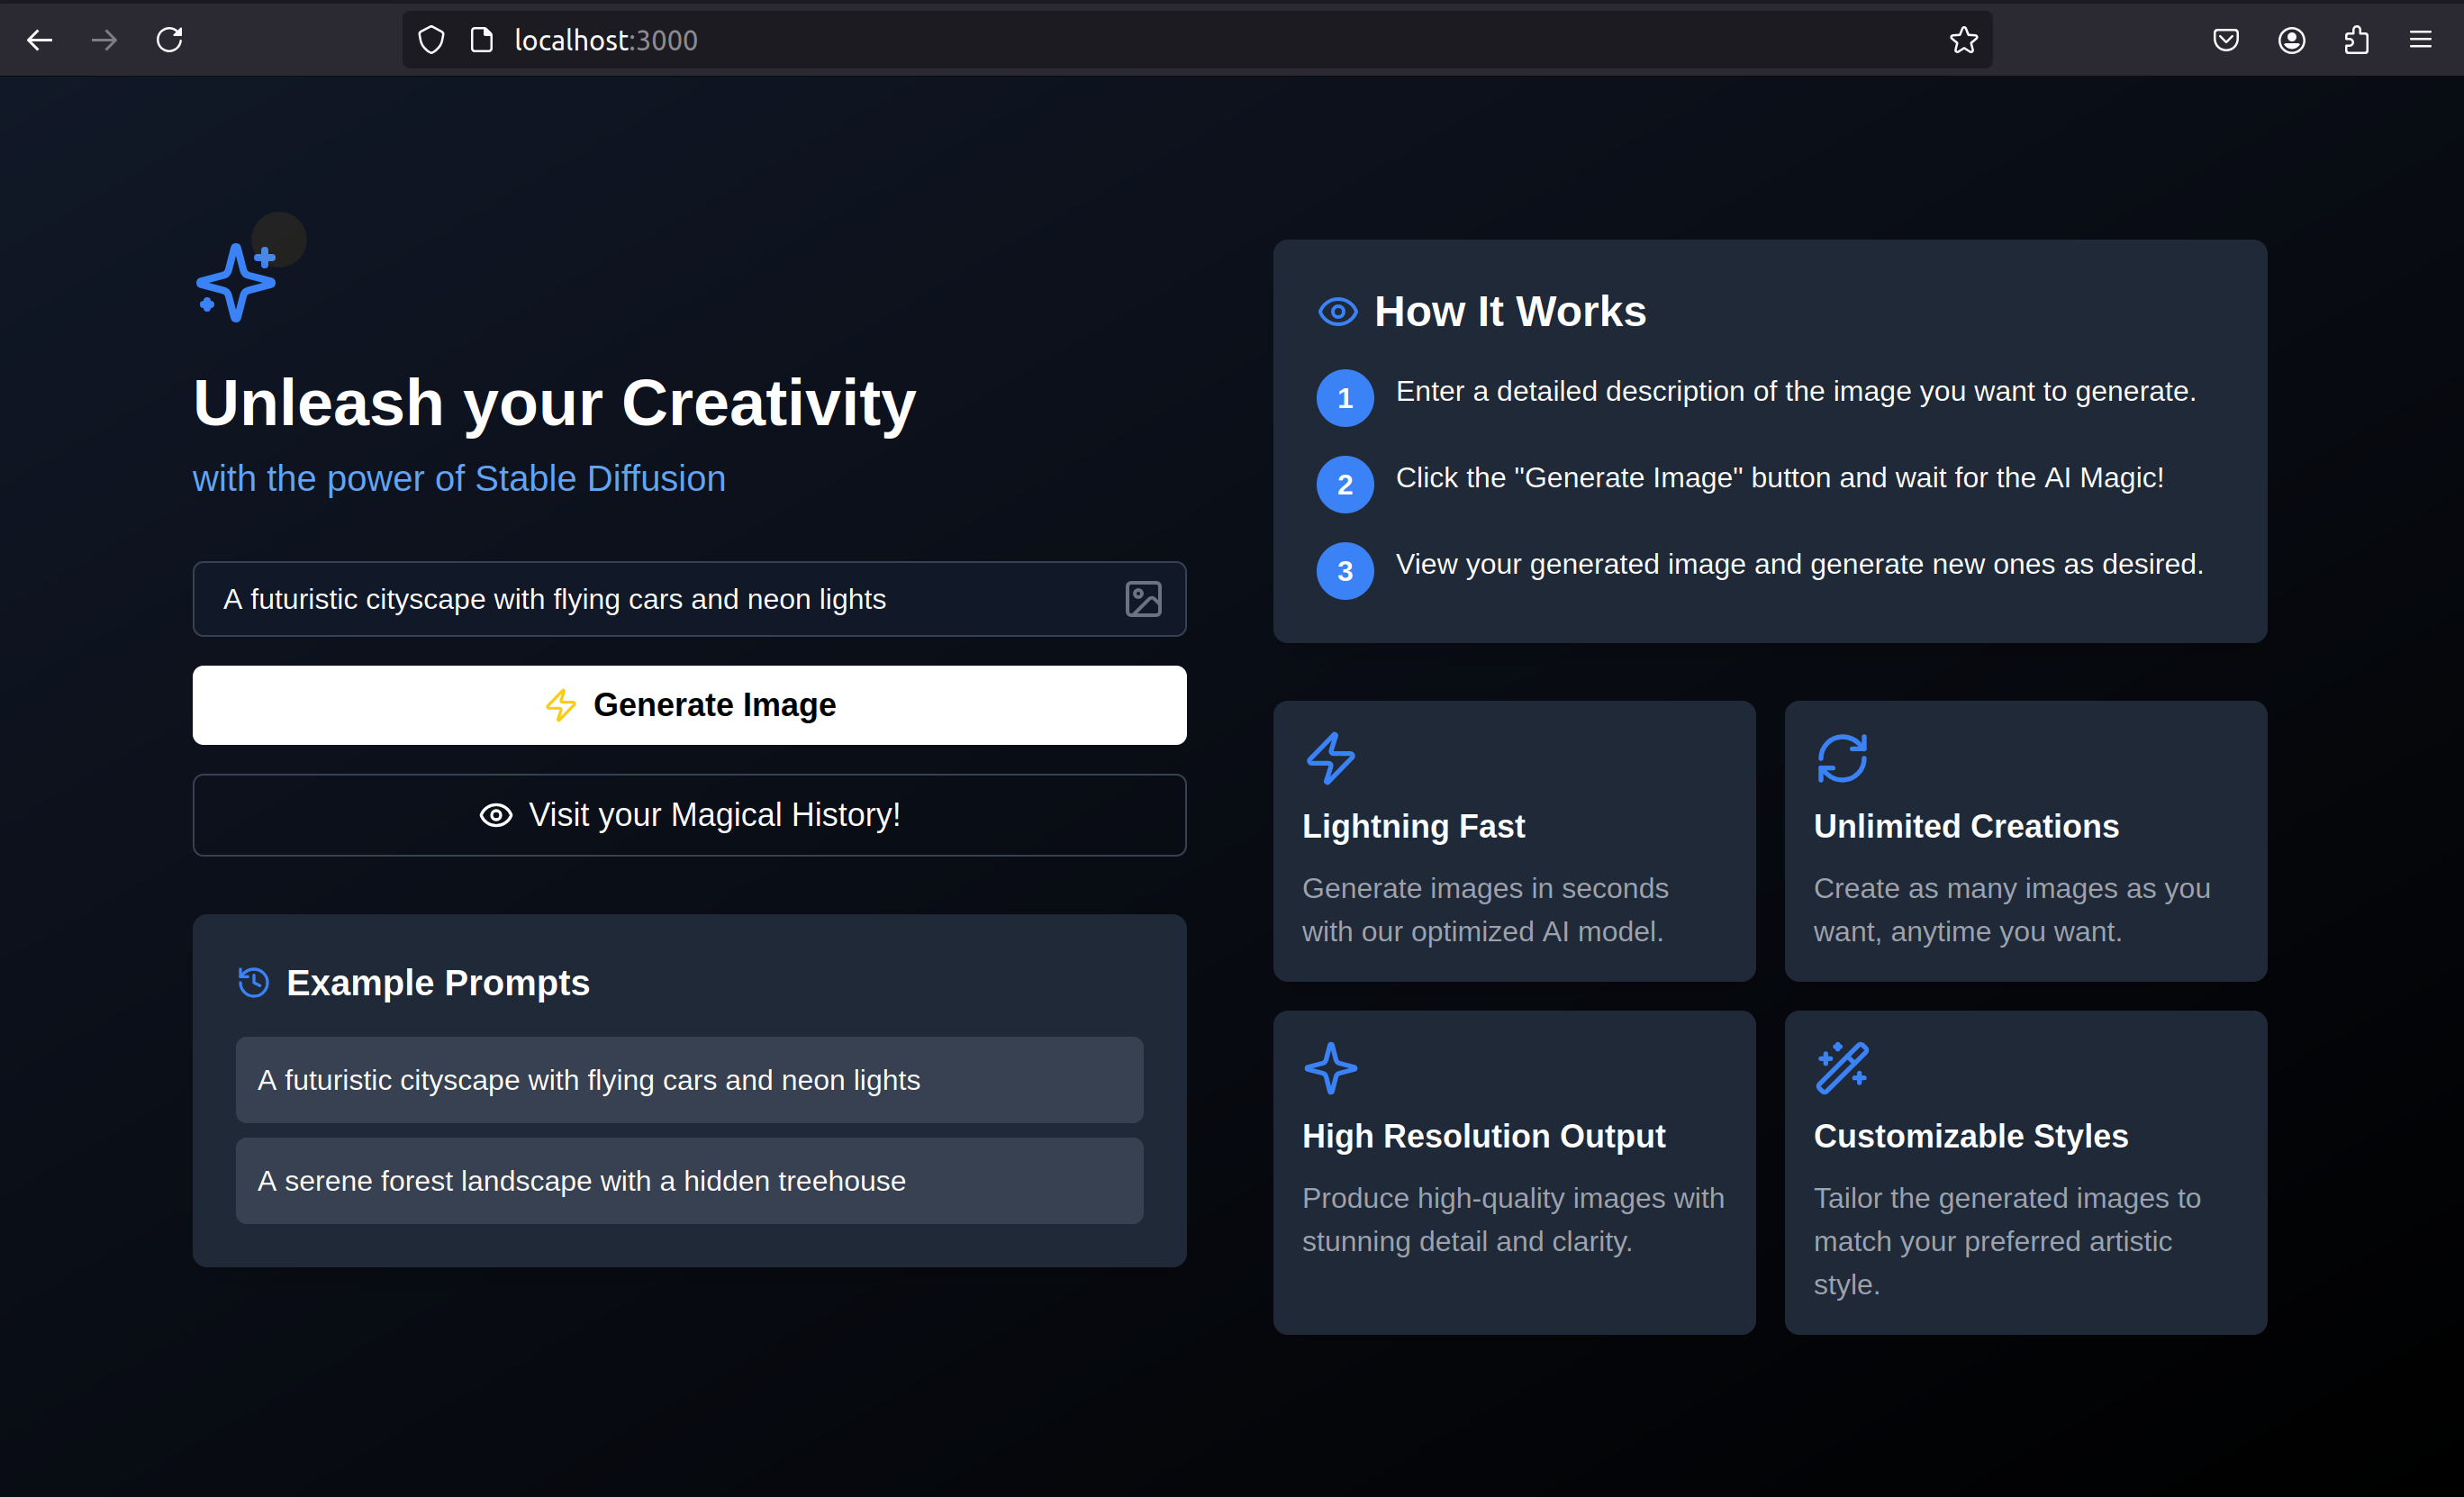 localhost:3000
Unleash your Creativity
with the power of Stable Diffusion
A futuristic cityscape with flying cars and neon lights
Generate Image
Visit your Magical History!
Example Prompts
A futuristic cityscape with flying cars and neon lights
A serene forest landscape with a hidden treehouse
How It Works
1 Enter a detailed description of the image you want to generate.
2 Click the "Generate Image" button and wait for the AI Magic!
3 View your generated image and generate new ones as desired.
Lightning Fast
Generate images in seconds
with our optimized AI model.
Unlimited Creations
Create as many images as you
want, anytime you want.
High Resolution Output
Produce high-quality images with
stunning detail and clarity.
Customizable Styles
Tailor the generated images to
match your preferred artistic
style.